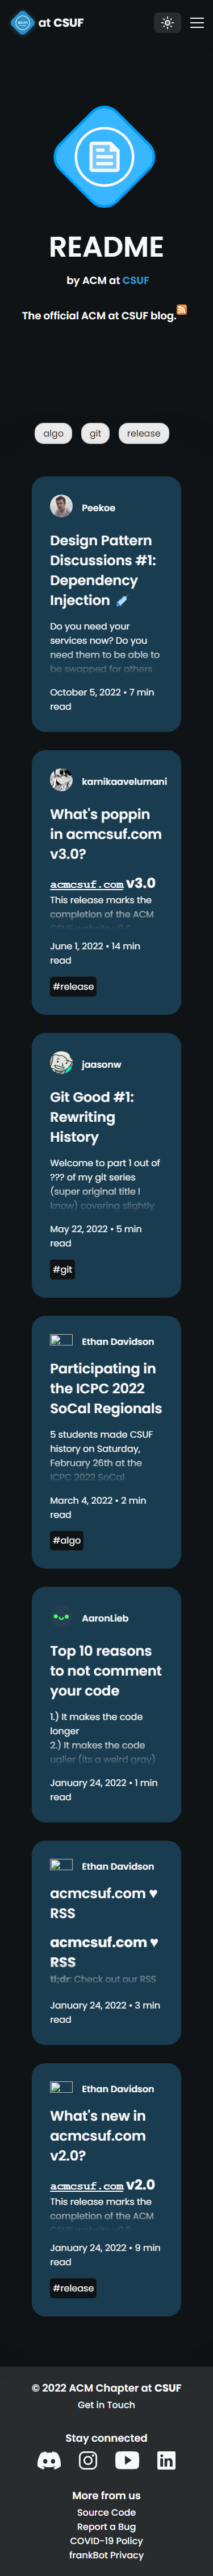 acm
at CSUF
README
by ACM at CSUF
The official ACM at CSUF blog.
algo
git
release
Peekoe
Design Pattern
Discussions #1:
Dependency
Injection
Do you need your
services now? Do you
need them to be able to
be swapped for others
October 5, 2022 • 7 min
read
karnikaavelumani
What's poppin
in acmcsuf.com
v3.0?
acmcsuf.com v3.0
This release marks the
completion of the ACM
CSUF website v3.0
June 1, 2022 • 14 min
read
#release
jaasonw
Git Good #1:
Rewriting
History
Welcome to part 1 out of
??? of my git series
(super original title I
know) covering slightly
May 22, 2022 • 5 min
read
#git
Ethan Davidson
Participating in
the ICPC 2022
SoCal Regionals
5 students made CSUF
history on Saturday,
February 26th at the
ICPC 2022 SoCal
March 4, 2022 • 2 min
read
#algo
AaronLieb
Top 10 reasons
to not comment
your code
1.) It makes the code
longer
2.) It makes the code
uglier (its a weird gray)
January 24, 2022 • 1 min
read
Ethan Davidson
acmcsuf.com ♥
RSS
acmcsuf.com ♥
RSS
tl;dr: Check out our RSS
January 24, 2022 • 3 min
read
Ethan Davidson
What's new in
acmcsuf.com
v2.0?
acmcsuf.com v2.0
This release marks the
completion of the ACM
CSUF website v2.0
January 24, 2022 • 9 min
read
#release
© 2022 ACM Chapter at CSUF
Get in Touch
Stay connected
More from us
Source Code
Report a Bug
COVID-19 Policy
frankBot Privacy